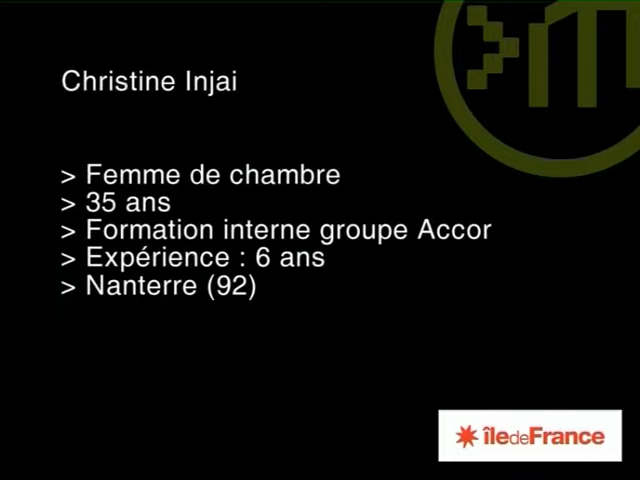 Christine Injai
> Femme de chambre
> 35 ans
> Formation interne groupe Accor
> Expérience : 6 ans
> Nanterre (92)
îledeFrance